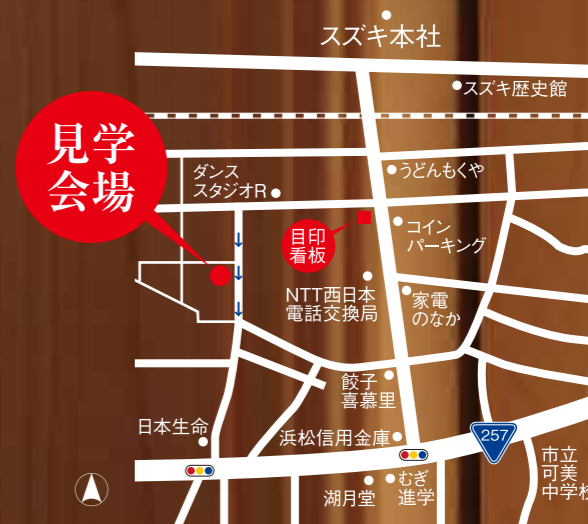 スズキ本社
スズキ歴史館
見学
会場
ダンス
スタジオR
うどんもくや
目印
看板
コイン
パーキング
NTT西日本
電話交換局
家電
のなか
餃子
喜慕里
日本生命
浜松信用金庫
257
市立
可美
中学校
湖月堂
むぎ
進学